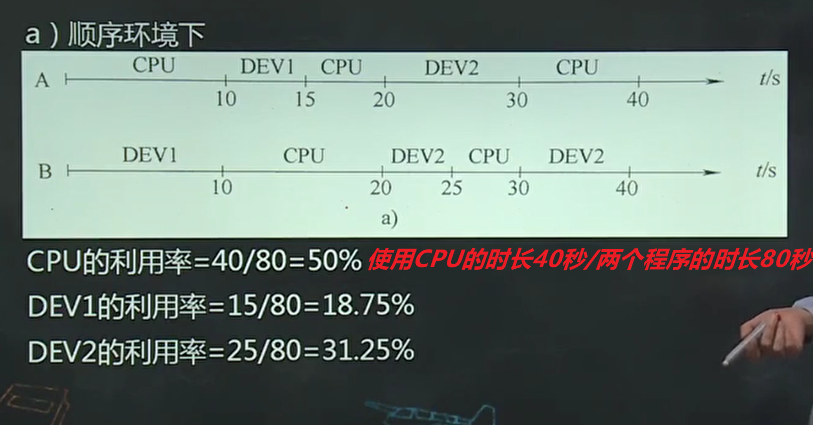 a）顺序环境下
CPU DEV1 CPU DEV2 CPU
A t/s
10 15 20 30 40
DEV1 CPU DEV2 CPU DEV2
B t/s
10 20 25 30 40
a)
CPU的利用率=40/80=50% 使用CPU的时长40秒/两个程序的时长80秒
DEV1的利用率=15/80=18.75%
DEV2的利用率=25/80=31.25%